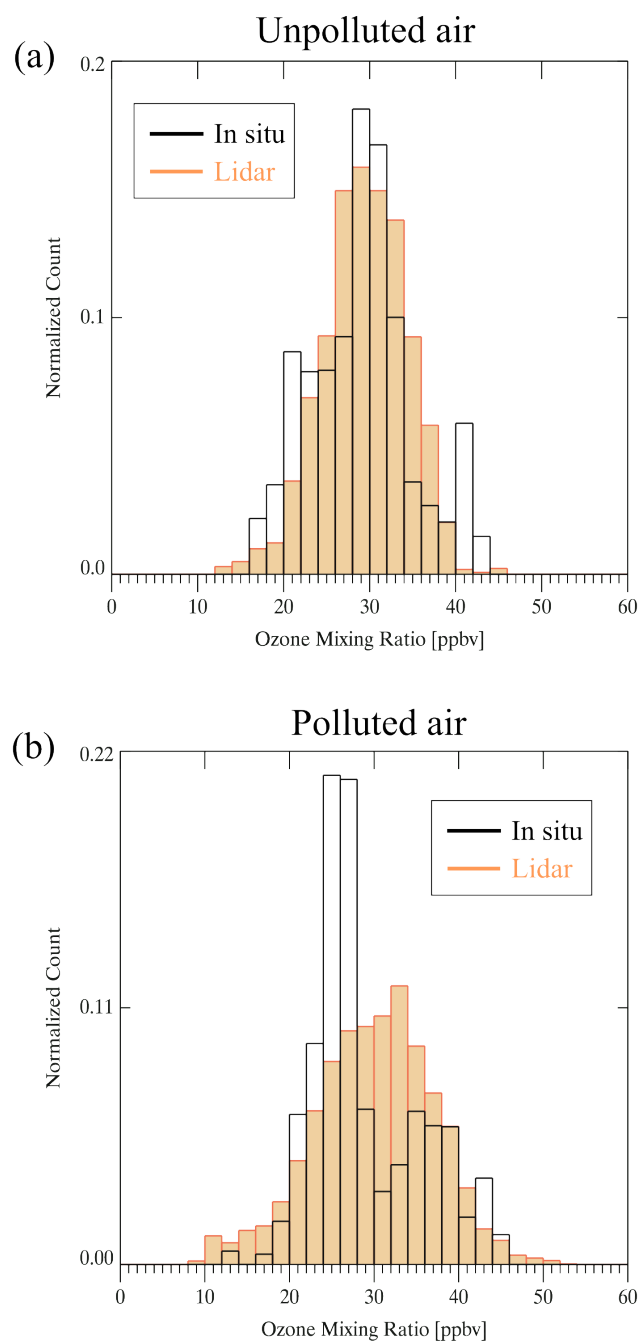 Unpolluted air
(a)
0.2
In situ
Lidar
Normalized Count
0.1
0.0
0 10 20 30 40 50 60
Ozone Mixing Ratio [ppbv]
Polluted air
(b)
0.22
In situ
Lidar
Normalized Count
0.11
0.00
0 10 20 30 40 50 60
Ozone Mixing Ratio [ppbv]